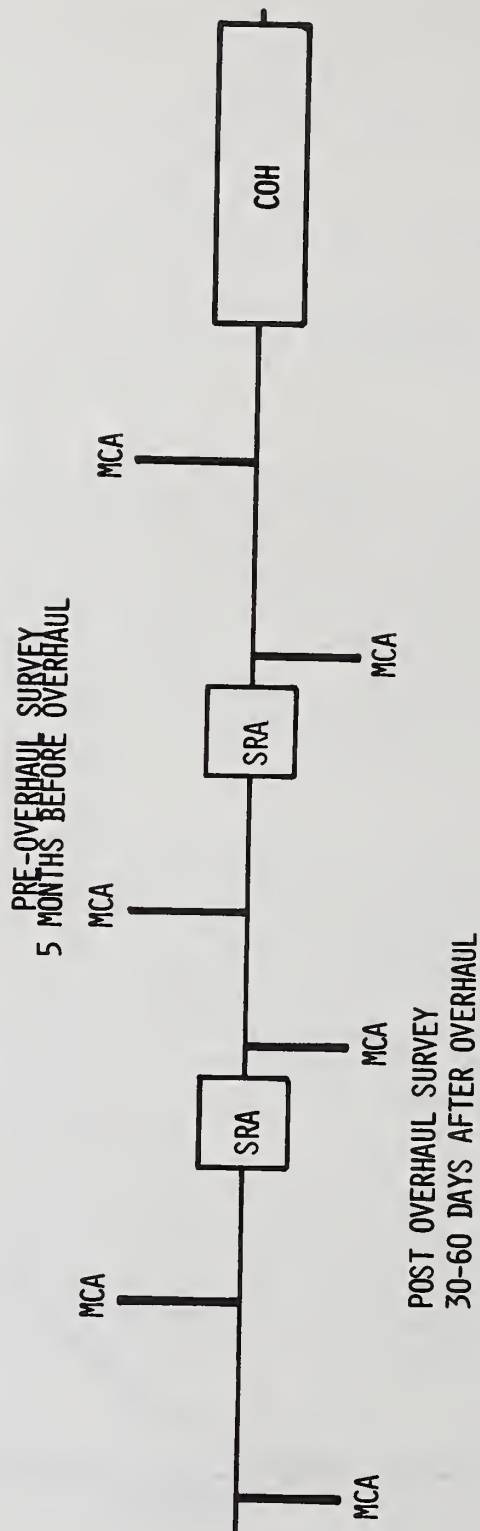 PRE-OVERHAUL SURVEY
5 MONTHS BEFORE OVERHAUL
MCA
MCA
MCA
SRA
SRA
COH
MCA
MCA
MCA
POST OVERHAUL SURVEY
30-60 DAYS AFTER OVERHAUL